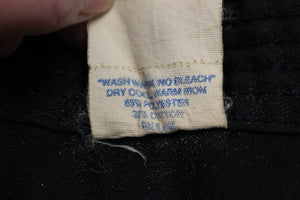 "WASH WARM, NO BLEACH"
DRY COOL, WARM IRON
65% POLYESTER
35% COTTON